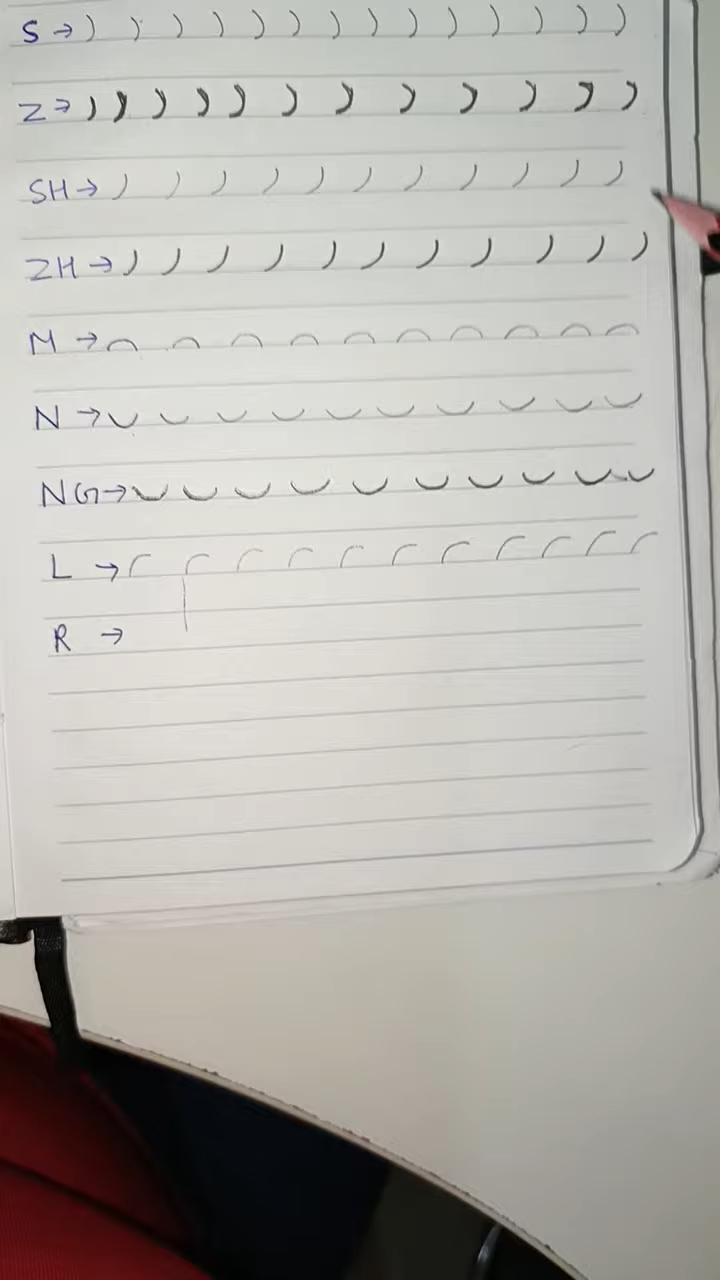 S →
Z →
SH →
ZH →
M →
N →
NG →
L →
R →